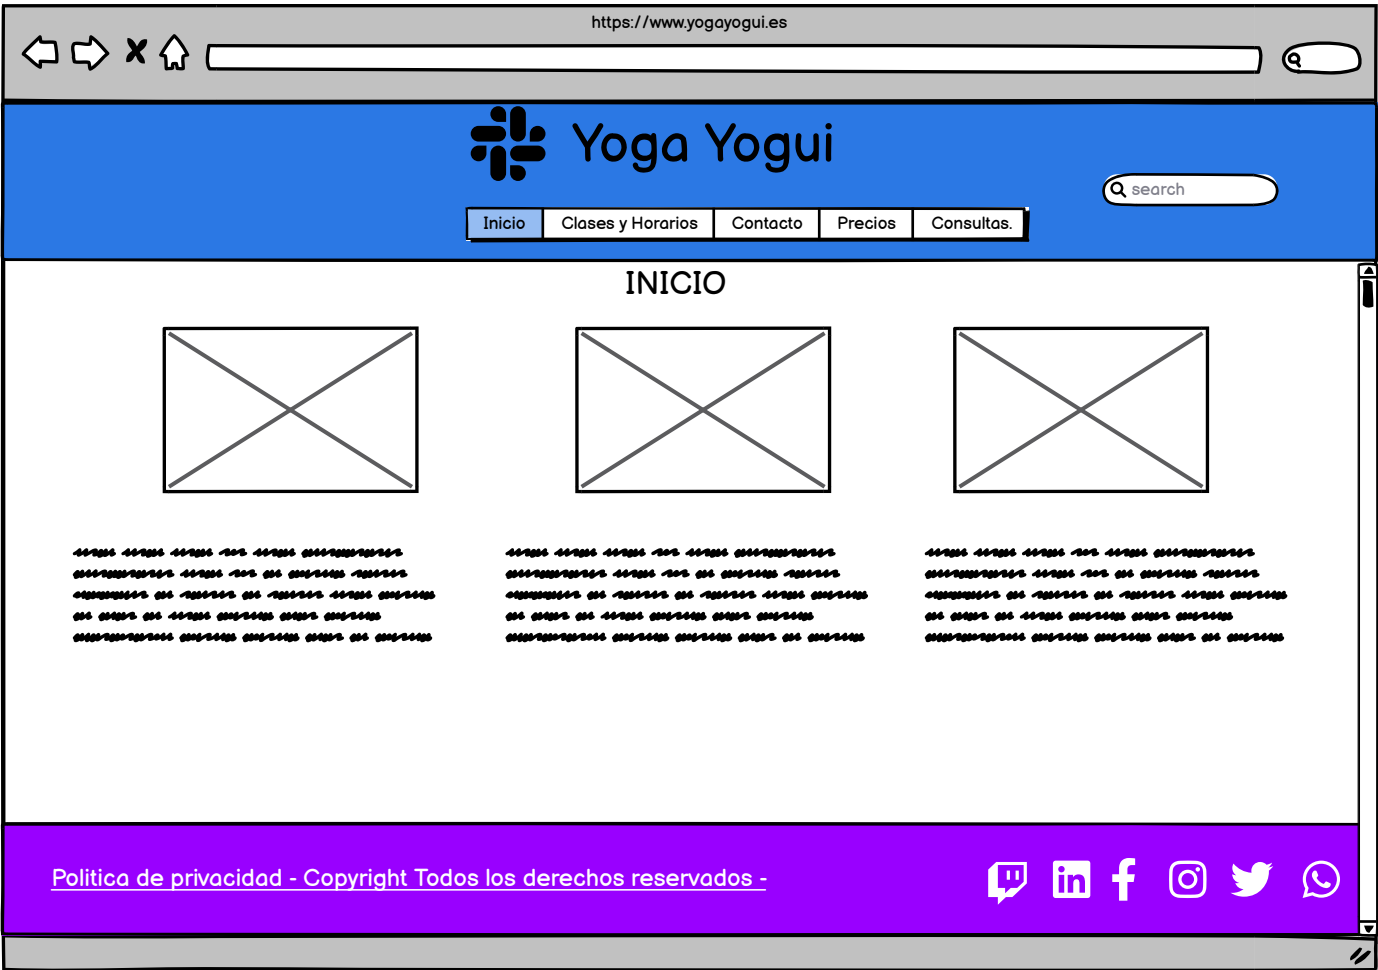 https://www.yogayogui.es
Yoga Yogui
search
Inicio Clases y Horarios Contacto Precios Consultas.
INICIO
Politica de privacidad - Copyright Todos los derechos reservados -